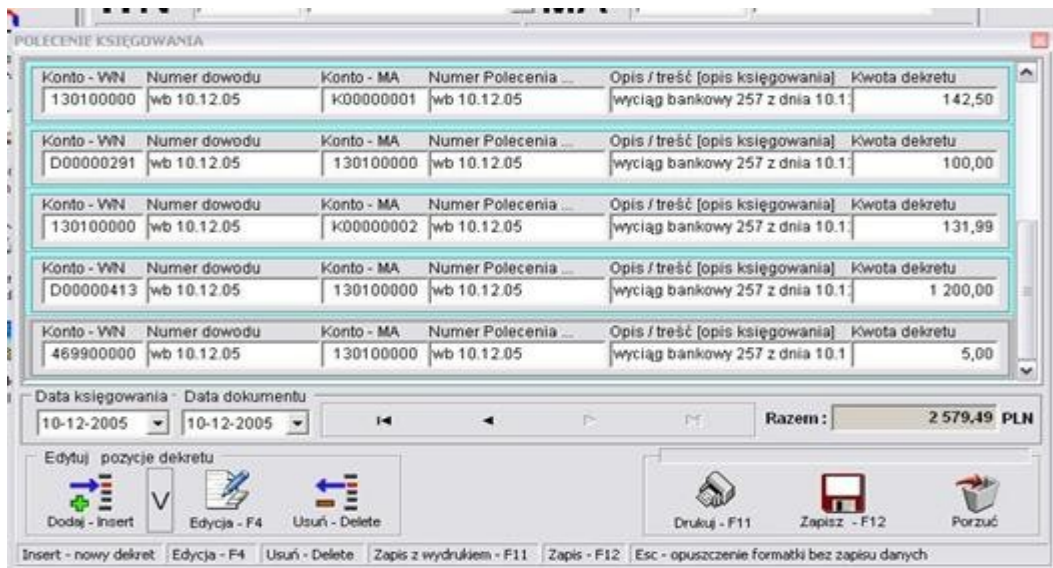 POLECENIE KSIĘGOWANIA
Konto - WN Numer dowodu Konto - MA Numer Polecenia ... Opis / treść [opis księgowania] Kwota dekretu
130100000 wb 10.12.05 K00000001 wb 10.12.05 wyciąg bankowy 257 z dnia 10.1 142,50
Konto - WN Numer dowodu Konto - MA Numer Polecenia ... Opis / treść [opis księgowania] Kwota dekretu
D00000291 wb 10.12.05 130100000 wb 10.12.05 wyciąg bankowy 257 z dnia 10.1 100,00
Konto - WN Numer dowodu Konto - MA Numer Polecenia ... Opis / treść [opis księgowania] Kwota dekretu
130100000 wb 10.12.05 K00000002 wb 10.12.05 wyciąg bankowy 257 z dnia 10.1 131,99
Konto - WN Numer dowodu Konto - MA Numer Polecenia ... Opis / treść [opis księgowania] Kwota dekretu
D00000413 wb 10.12.05 130100000 wb 10.12.05 wyciąg bankowy 257 z dnia 10.1 1 200,00
Konto - WN Numer dowodu Konto - MA Numer Polecenia ... Opis / treść [opis księgowania] Kwota dekretu
469900000 wb 10.12.05 130100000 wb 10.12.05 wyciąg bankowy 257 z dnia 10.1 5,00
Data księgowania Data dokumentu
10-12-2005 10-12-2005 Razem : 2 579,49 PLN
Edytuj pozycje dekretu
V
Dodaj - Insert Edycja - F4 Usuń - Delete Drukuj - F11 Zapisz - F12 Porzuć
Insert - nowy dekret Edycja - F4 Usuń - Delete Zapis z wydrukiem - F11 Zapis - F12 Esc - opuszczenie formatki bez zapisu danych